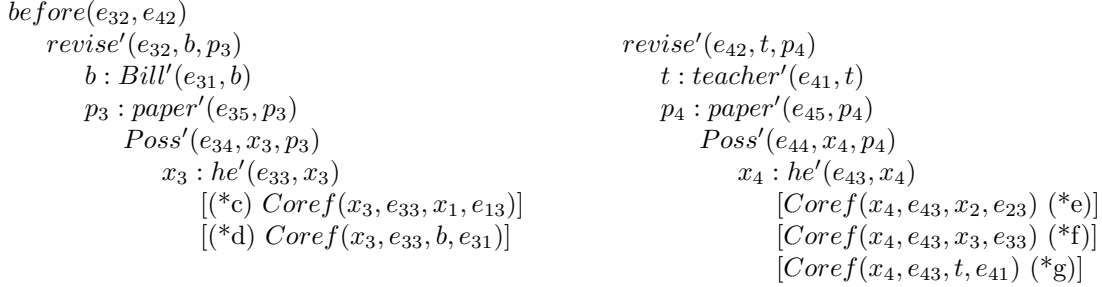 before(e₃₂, e₄₂)
revise′(e₃₂, b, p₃) revise′(e₄₂, t, p₄)
b : Bill′(e₃₁, b) t : teacher′(e₄₁, t)
p₃ : paper′(e₃₅, p₃) p₄ : paper′(e₄₅, p₄)
Poss′(e₃₄, x₃, p₃) Poss′(e₄₄, x₄, p₄)
x₃ : he′(e₃₃, x₃) x₄ : he′(e₄₃, x₄)
[(*c) Coref(x₃, e₃₃, x₁, e₁₃)] [Coref(x₄, e₄₃, x₂, e₂₃) (*e)]
[(*d) Coref(x₃, e₃₃, b, e₃₁)] [Coref(x₄, e₄₃, x₃, e₃₃) (*f)]
[Coref(x₄, e₄₃, t, e₄₁) (*g)]